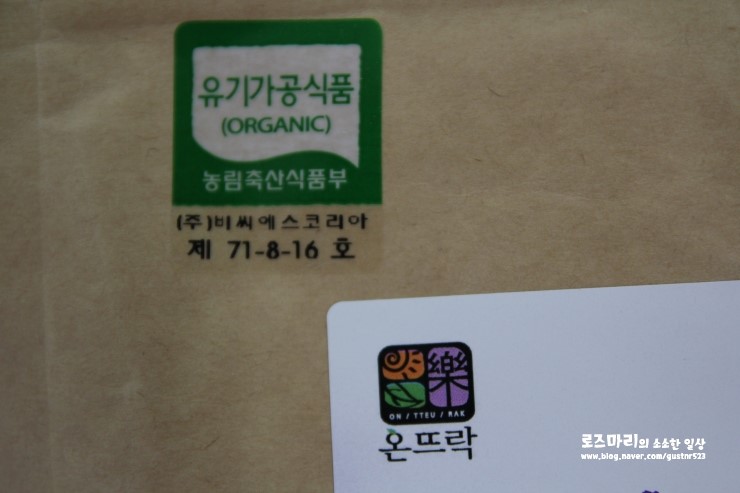 유기가공식품
(ORGANIC)
농림축산식품부
(주)비씨에스코리아
제 71-8-16 호
樂
ON / TTEU / RAK
온뜨락
로즈마리의 소소한 일상
www.blog.naver.com/gustnr523